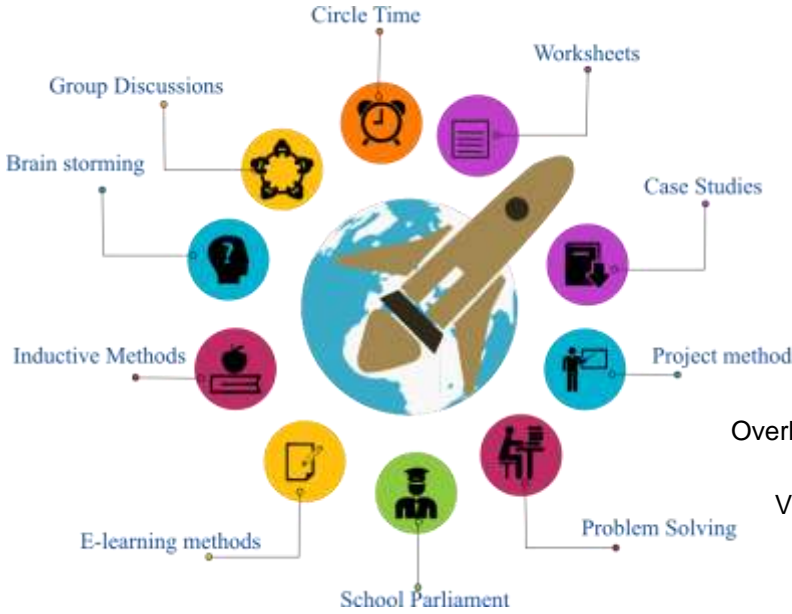 Circle Time
Worksheets
Group Discussions
Brain storming
Case Studies
?
Inductive Methods
Project method
E-learning methods
Problem Solving
School Parliament